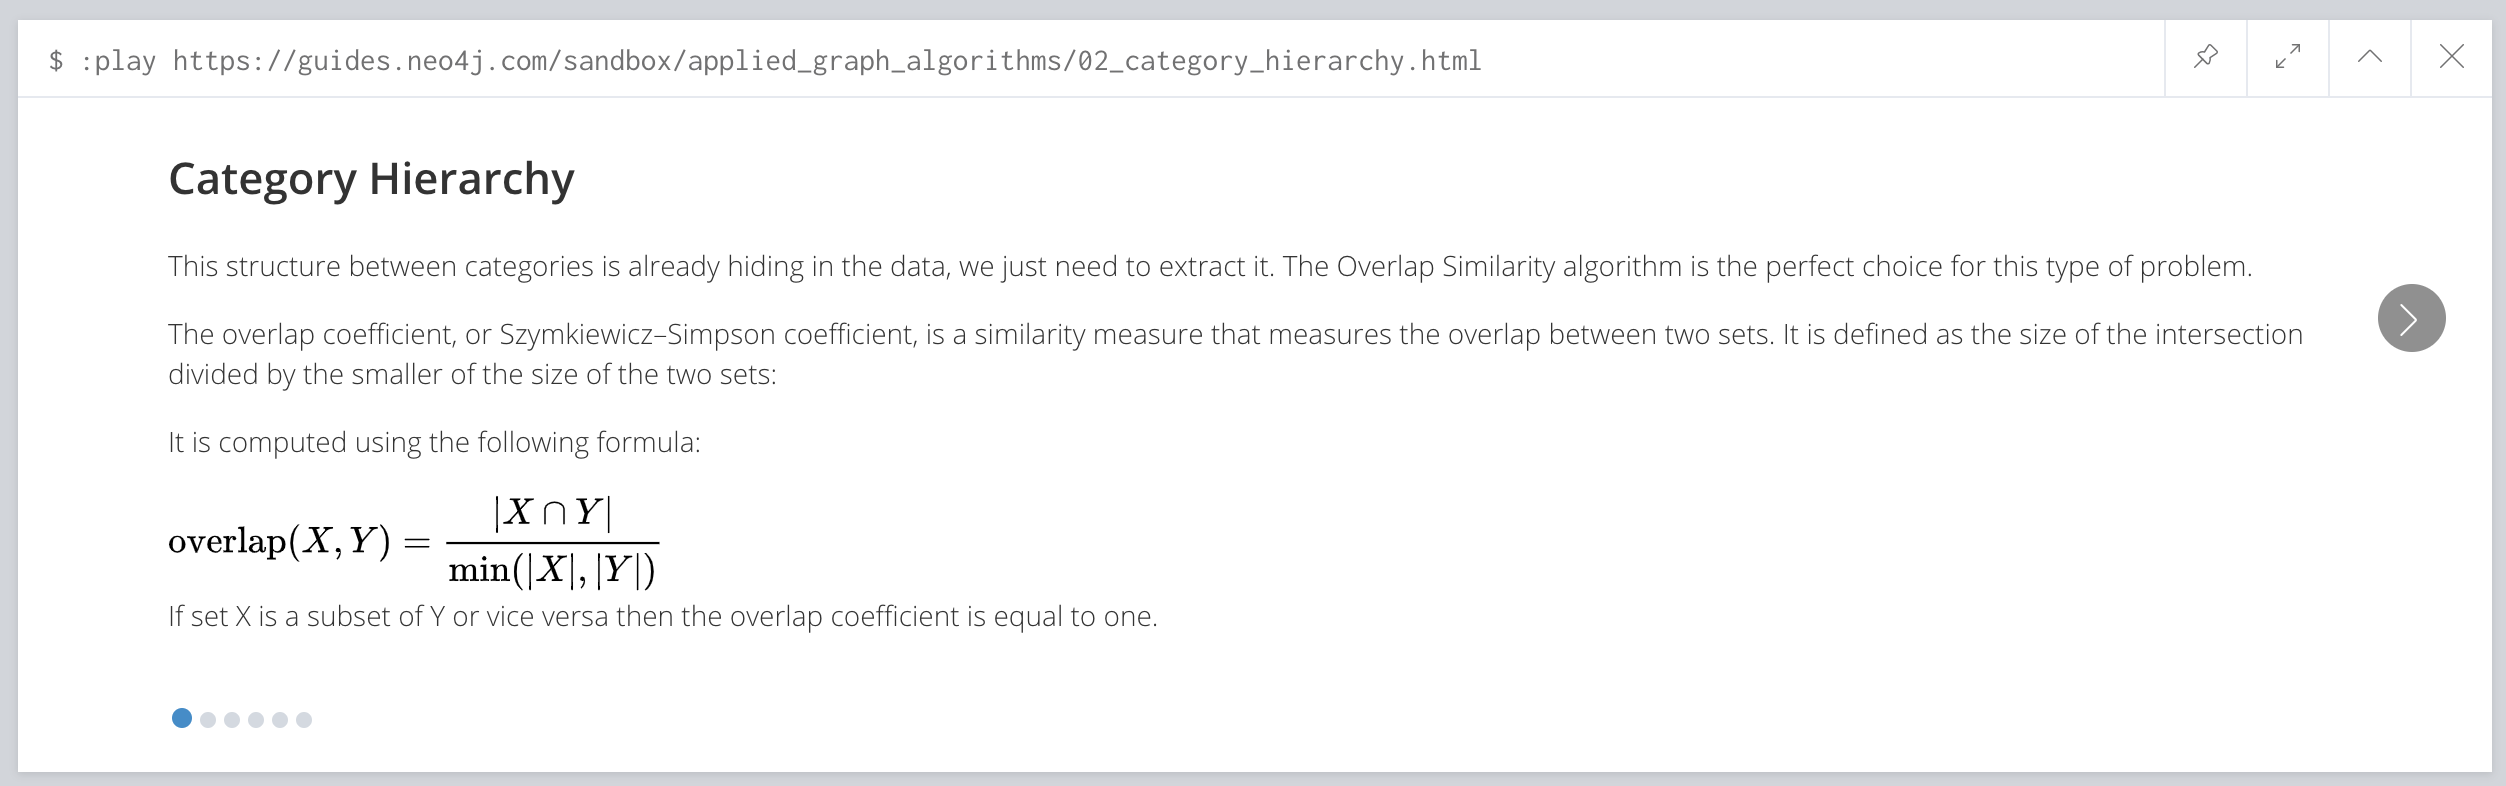 $ :play https://guides.neo4j.com/sandbox/applied_graph_algorithms/02_category_hierarchy.html
Category Hierarchy
This structure between categories is already hiding in the data, we just need to extract it. The Overlap Similarity algorithm is the perfect choice for this type of problem.
The overlap coefficient, or Szymkiewicz–Simpson coefficient, is a similarity measure that measures the overlap between two sets. It is defined as the size of the intersection
divided by the smaller of the size of the two sets:
It is computed using the following formula:
|X ∩ Y|
overlap(X, Y) =
min(|X|, |Y|)
If set X is a subset of Y or vice versa then the overlap coefficient is equal to one.